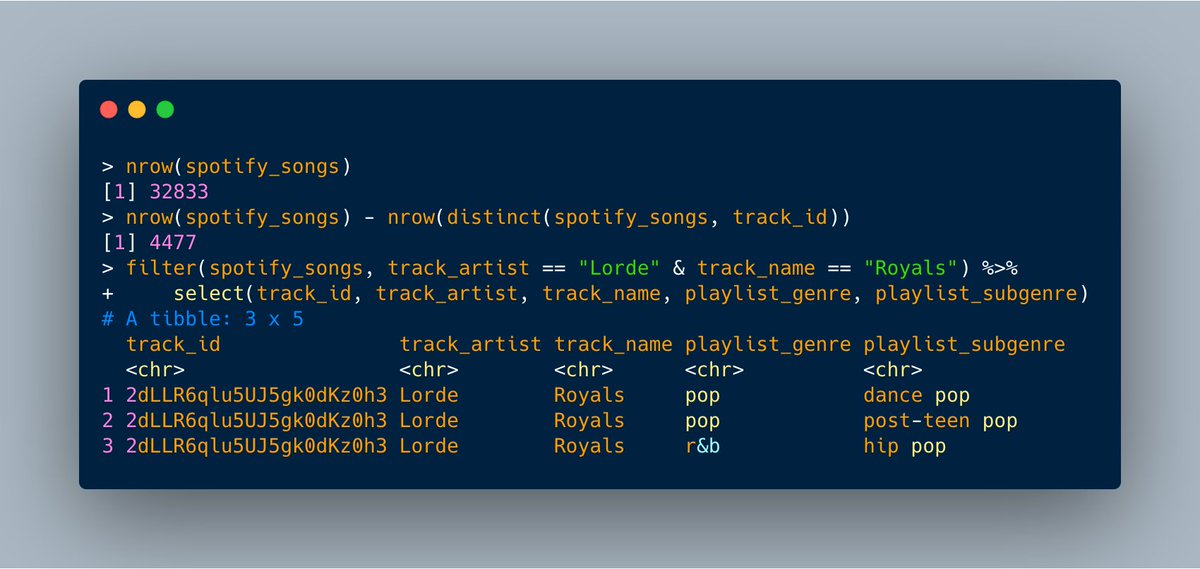 > nrow(spotify_songs)
[1] 32833
> nrow(spotify_songs) - nrow(distinct(spotify_songs, track_id))
[1] 4477
> filter(spotify_songs, track_artist == "Lorde" & track_name == "Royals") %>%
+     select(track_id, track_artist, track_name, playlist_genre, playlist_subgenre)
# A tibble: 3 x 5
  track_id               track_artist track_name playlist_genre playlist_subgenre
  <chr>                  <chr>        <chr>      <chr>          <chr>
1 2dLLR6qlu5UJ5gk0dKz0h3 Lorde        Royals     pop            dance pop
2 2dLLR6qlu5UJ5gk0dKz0h3 Lorde        Royals     pop            post-teen pop
3 2dLLR6qlu5UJ5gk0dKz0h3 Lorde        Royals     r&b            hip pop